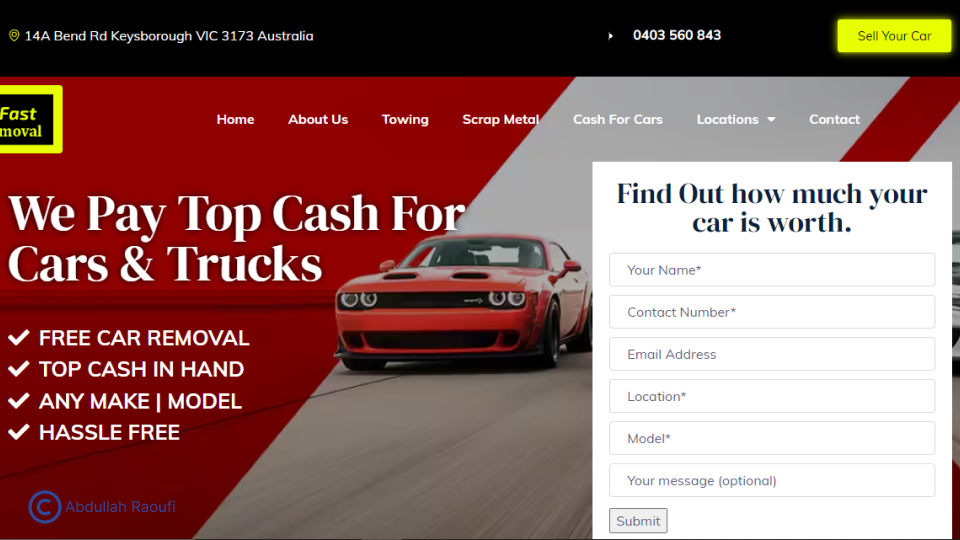 14A Bend Rd Keysborough VIC 3173 Australia
0403 560 843
Sell Your Car
Fast
moval
Home
About Us
Towing
Scrap Metal
Cash For Cars
Locations
Contact
We Pay Top Cash For
Cars & Trucks
FREE CAR REMOVAL
TOP CASH IN HAND
ANY MAKE | MODEL
HASSLE FREE
Find Out how much your
car is worth.
Your Name*
Contact Number*
Email Address
Location*
Model*
Your message (optional)
Submit
© Abdullah Raoufi